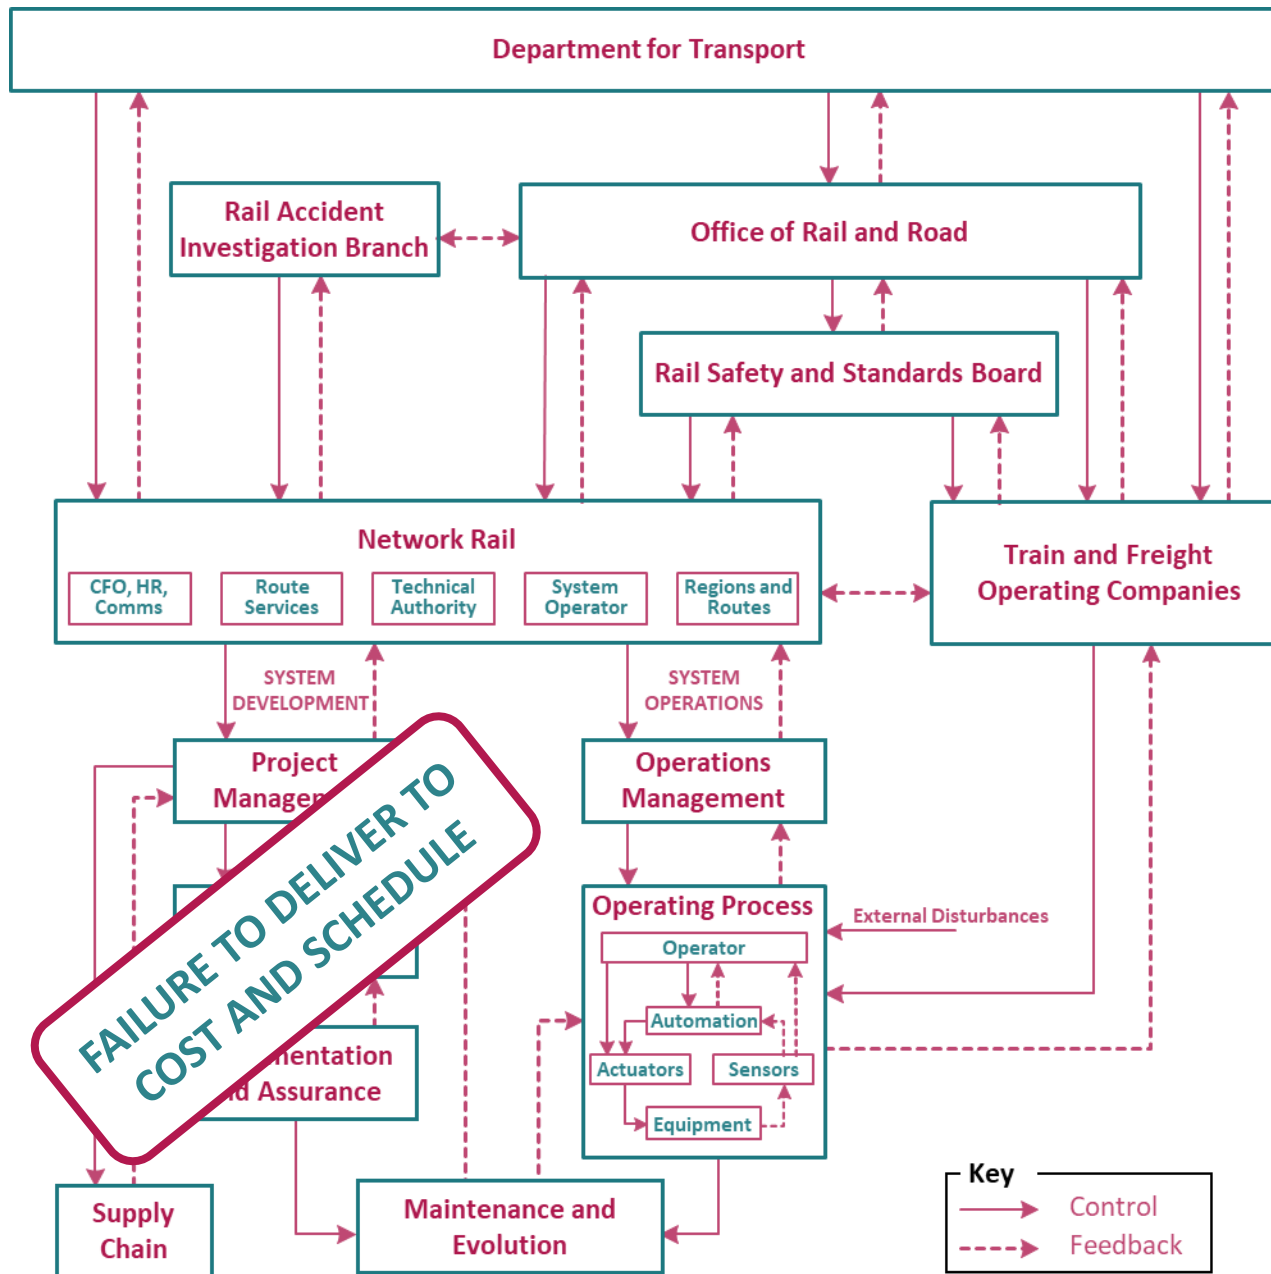 Department for Transport
Rail Accident
Investigation Branch
Office of Rail and Road
Rail Safety and Standards Board
Network Rail
CFO, HR,
Comms
Route
Services
Technical
Authority
System
Operator
Regions and
Routes
Train and Freight
Operating Companies
SYSTEM
DEVELOPMENT
SYSTEM
OPERATIONS
Project
Operations
Management
FAILURE TO DELIVER TO
COST AND SCHEDULE
Operating Process
Operator
Automation
Actuators
Sensors
Equipment
External Disturbances
Assurance
Supply
Chain
Maintenance and
Evolution
Key
Control
Feedback